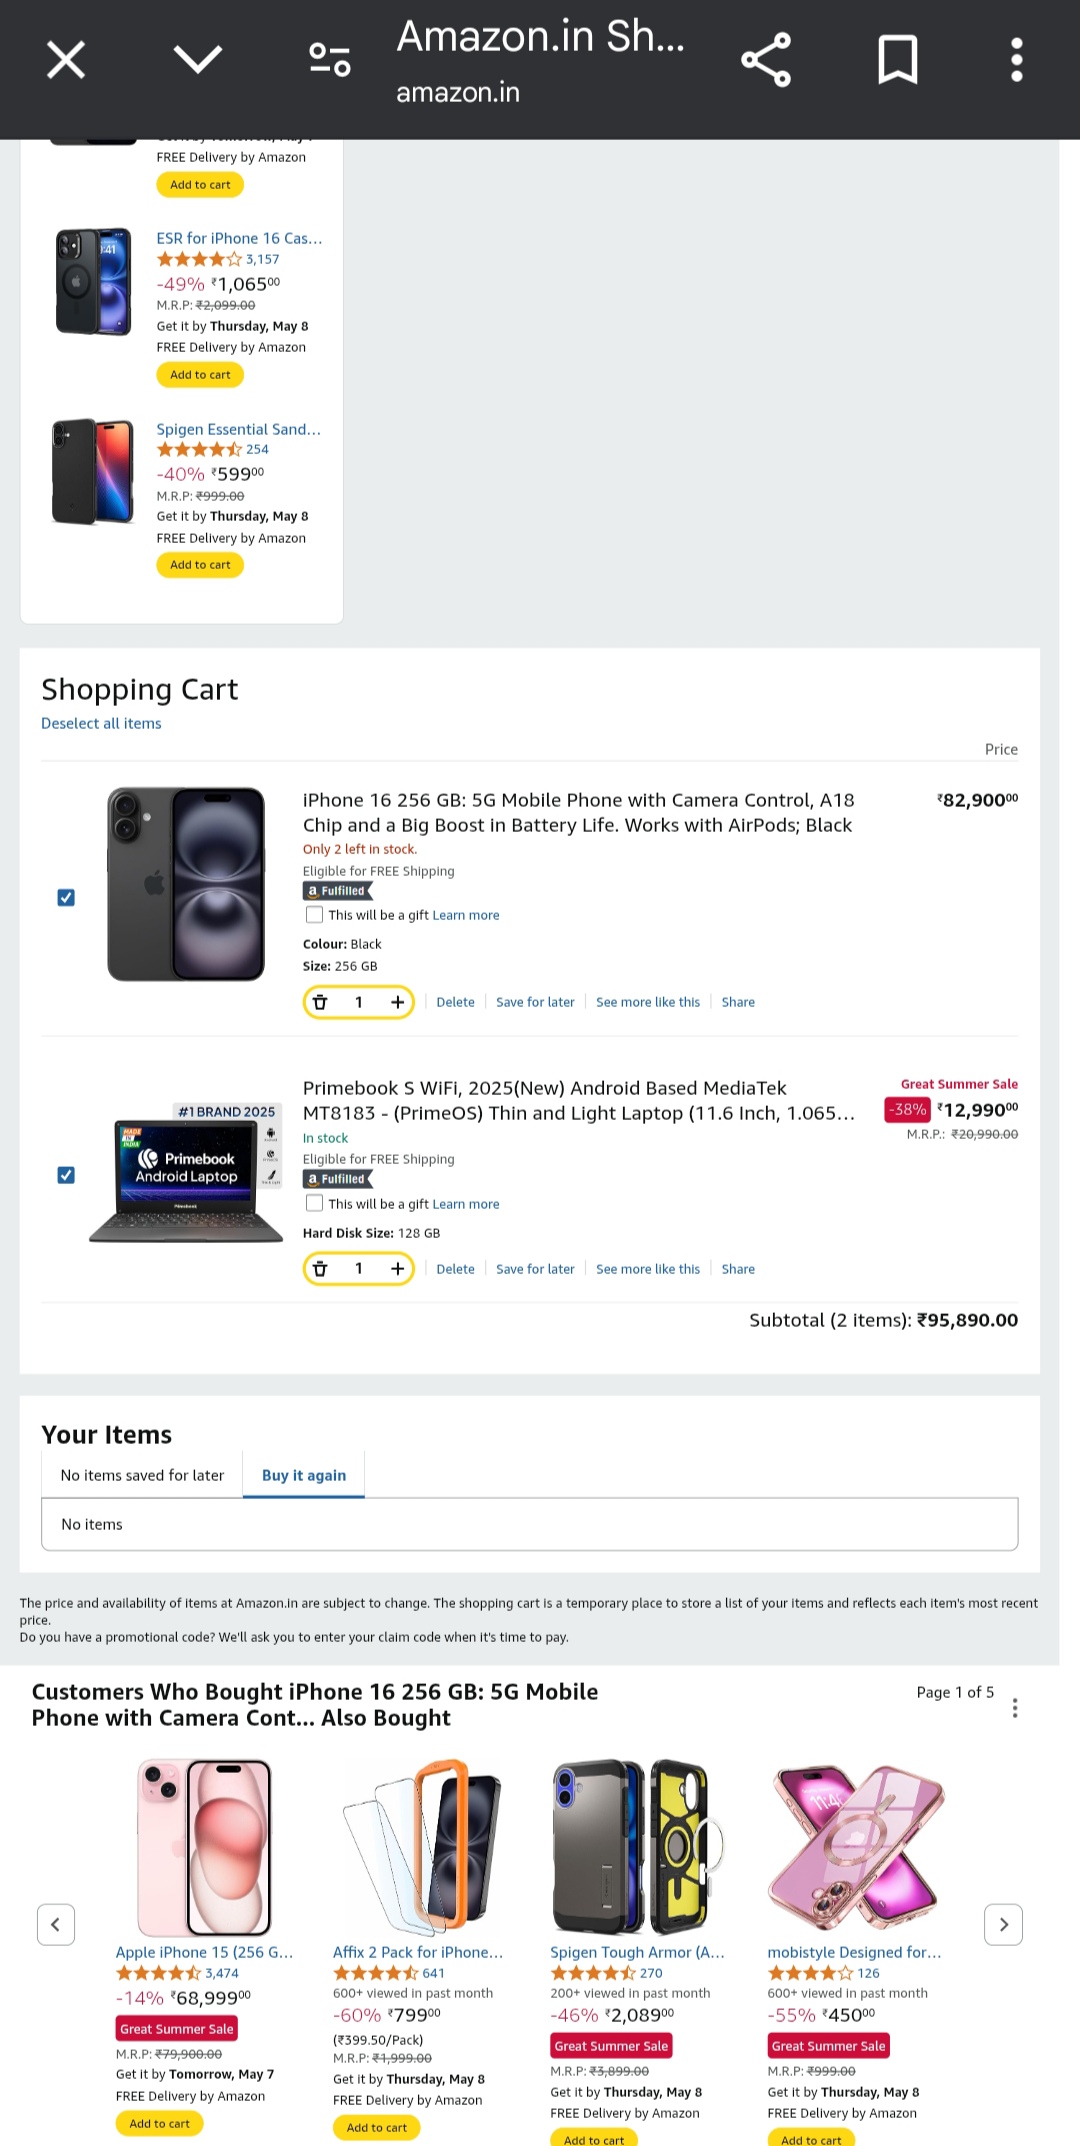 Amazon.in Sh...
amazon.in
FREE Delivery by Amazon
Add to cart
ESR for iPhone 16 Cas...
3,157
-49% ₹1,06500
M.R.P: ₹2,099.00
Get it by Thursday, May 8
FREE Delivery by Amazon
Add to cart
Spigen Essential Sand...
254
-40% ₹59900
M.R.P: ₹999.00
Get it by Thursday, May 8
FREE Delivery by Amazon
Add to cart
Shopping Cart
Deselect all items
Price
iPhone 16 256 GB: 5G Mobile Phone with Camera Control, A18
Chip and a Big Boost in Battery Life. Works with AirPods; Black
₹82,90000
Only 2 left in stock.
Eligible for FREE Shipping
a Fulfilled
This will be a gift Learn more
Colour: Black
Size: 256 GB
1 + Delete Save for later See more like this Share
#1 BRAND 2025
MADE IN INDIA
Primebook
Android Laptop
Primebook S WiFi, 2025(New) Android Based MediaTek
MT8183 - (PrimeOS) Thin and Light Laptop (11.6 Inch, 1.065...
Great Summer Sale
-38% ₹12,99000
M.R.P.: ₹20,990.00
In stock
Eligible for FREE Shipping
a Fulfilled
This will be a gift Learn more
Hard Disk Size: 128 GB
1 + Delete Save for later See more like this Share
Subtotal (2 items): ₹95,890.00
Your Items
No items saved for later
Buy it again
No items
The price and availability of items at Amazon.in are subject to change. The shopping cart is a temporary place to store a list of your items and reflects each item's most recent
price.
Do you have a promotional code? We'll ask you to enter your claim code when it's time to pay.
Customers Who Bought iPhone 16 256 GB: 5G Mobile
Phone with Camera Cont... Also Bought
Page 1 of 5
Apple iPhone 15 (256 G...
3,474
-14% ₹68,99900
Great Summer Sale
M.R.P: ₹79,900.00
Get it by Tomorrow, May 7
FREE Delivery by Amazon
Add to cart
Affix 2 Pack for iPhone...
641
600+ viewed in past month
-60% ₹79900
(₹399.50/Pack)
M.R.P: ₹1,999.00
Get it by Thursday, May 8
FREE Delivery by Amazon
Add to cart
Spigen Tough Armor (A...
270
200+ viewed in past month
-46% ₹2,08900
Great Summer Sale
M.R.P: ₹3,899.00
Get it by Thursday, May 8
FREE Delivery by Amazon
Add to cart
mobistyle Designed for...
126
600+ viewed in past month
-55% ₹45000
Great Summer Sale
M.R.P: ₹999.00
Get it by Thursday, May 8
FREE Delivery by Amazon
Add to cart